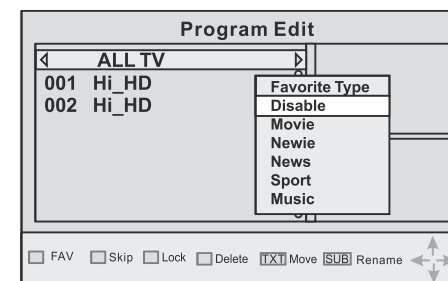 Program Edit
ALL TV
001 Hi_HD
002 Hi_HD
Favorite Type
Disable
Movie
Newie
News
Sport
Music
FAV Skip Lock Delete TXT Move SUB Rename